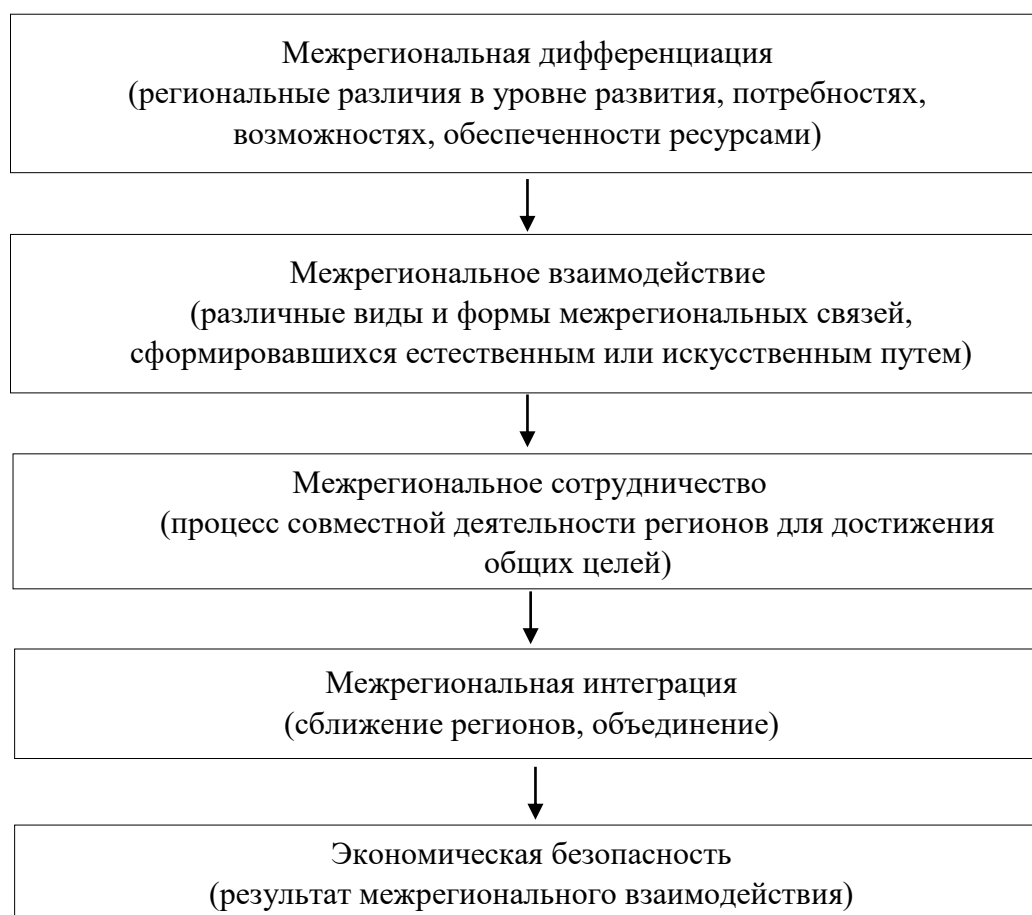 Межрегиональная дифференциация
(региональные различия в уровне развития, потребностях,
возможностях, обеспеченности ресурсами)
Межрегиональное взаимодействие
(различные виды и формы межрегиональных связей,
сформировавшихся естественным или искусственным путем)
Межрегиональное сотрудничество
(процесс совместной деятельности регионов для достижения
общих целей)
Межрегиональная интеграция
(сближение регионов, объединение)
Экономическая безопасность
(результат межрегионального взаимодействия)